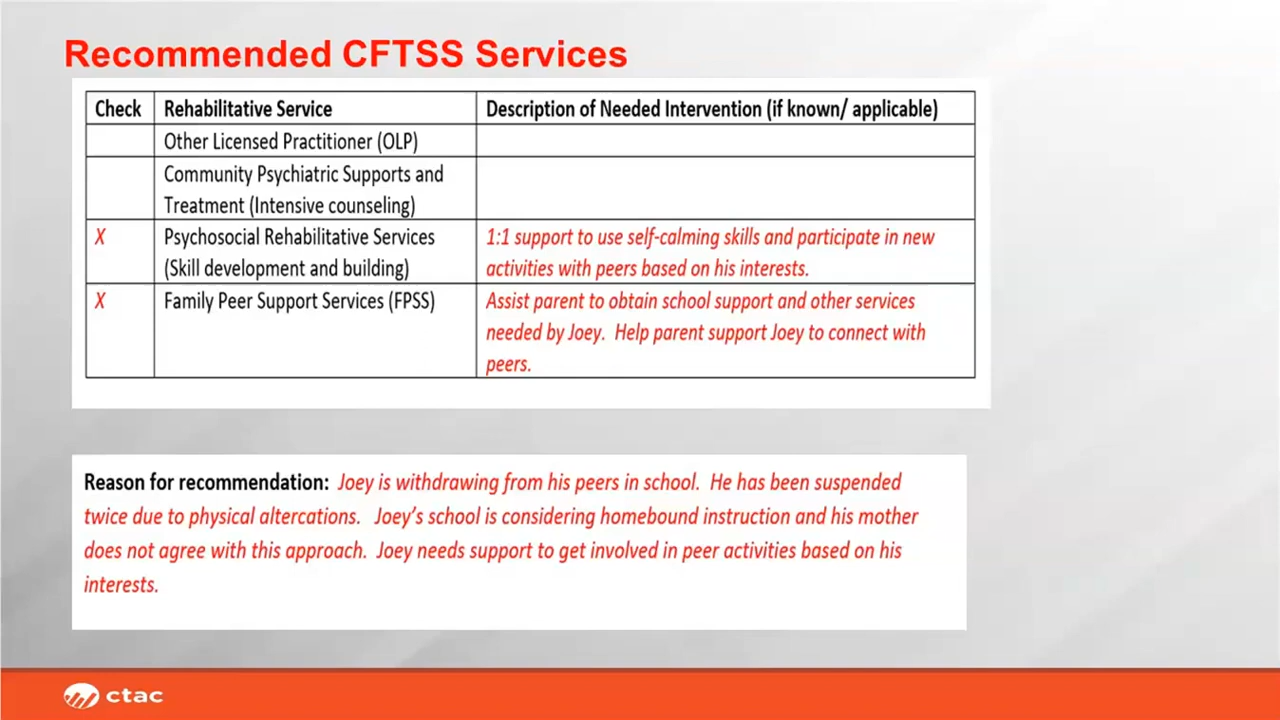 Recommended CFTSS Services
Check Rehabilitative Service Description of Needed Intervention (if known/ applicable)
Other Licensed Practitioner (OLP)
Community Psychiatric Supports and
Treatment (Intensive counseling)
X Psychosocial Rehabilitative Services 1:1 support to use self-calming skills and participate in new
(Skill development and building) activities with peers based on his interests.
X Family Peer Support Services (FPSS) Assist parent to obtain school support and other services
needed by Joey. Help parent support Joey to connect with
peers.
Reason for recommendation: Joey is withdrawing from his peers in school. He has been suspended
twice due to physical altercations. Joey's school is considering homebound instruction and his mother
does not agree with this approach. Joey needs support to get involved in peer activities based on his
interests.
ctac